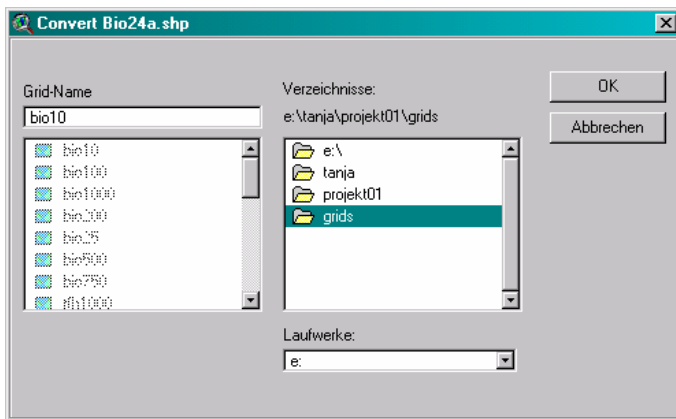 Convert Bio24a.shp
Grid-Name
bio10
bio10
bio100
bio1000
bio200
bio25
bio500
bio750
Verzeichnisse:
e:\tanja\projekt01\grids
e:\
tanja
projekt01
grids
Laufwerke:
e:
OK
Abbrechen